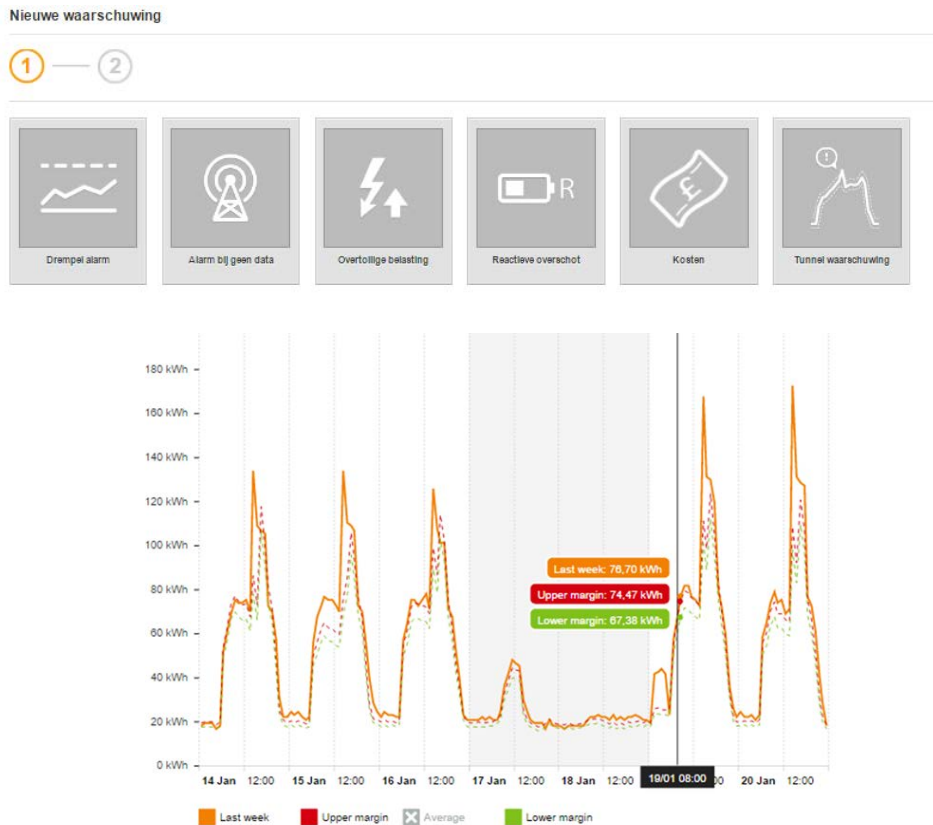 Nieuwe waarschuwing
1 2
R
£
!
Drempel alarm
Alarm bij geen data
Overtollige belasting
Reactieve overschot
Kosten
Tunnel waarschuwing
180 kWh
160 kWh
140 kWh
120 kWh
100 kWh
80 kWh
60 kWh
40 kWh
20 kWh
0 kWh
Last week: 76,70 kWh
Upper margin: 74,47 kWh
Lower margin: 67,38 kWh
14 Jan 12:00 15 Jan 12:00 16 Jan 12:00 17 Jan 12:00 18 Jan 12:00 19/01 08:00 20 Jan 12:00
Last week Upper margin Average Lower margin